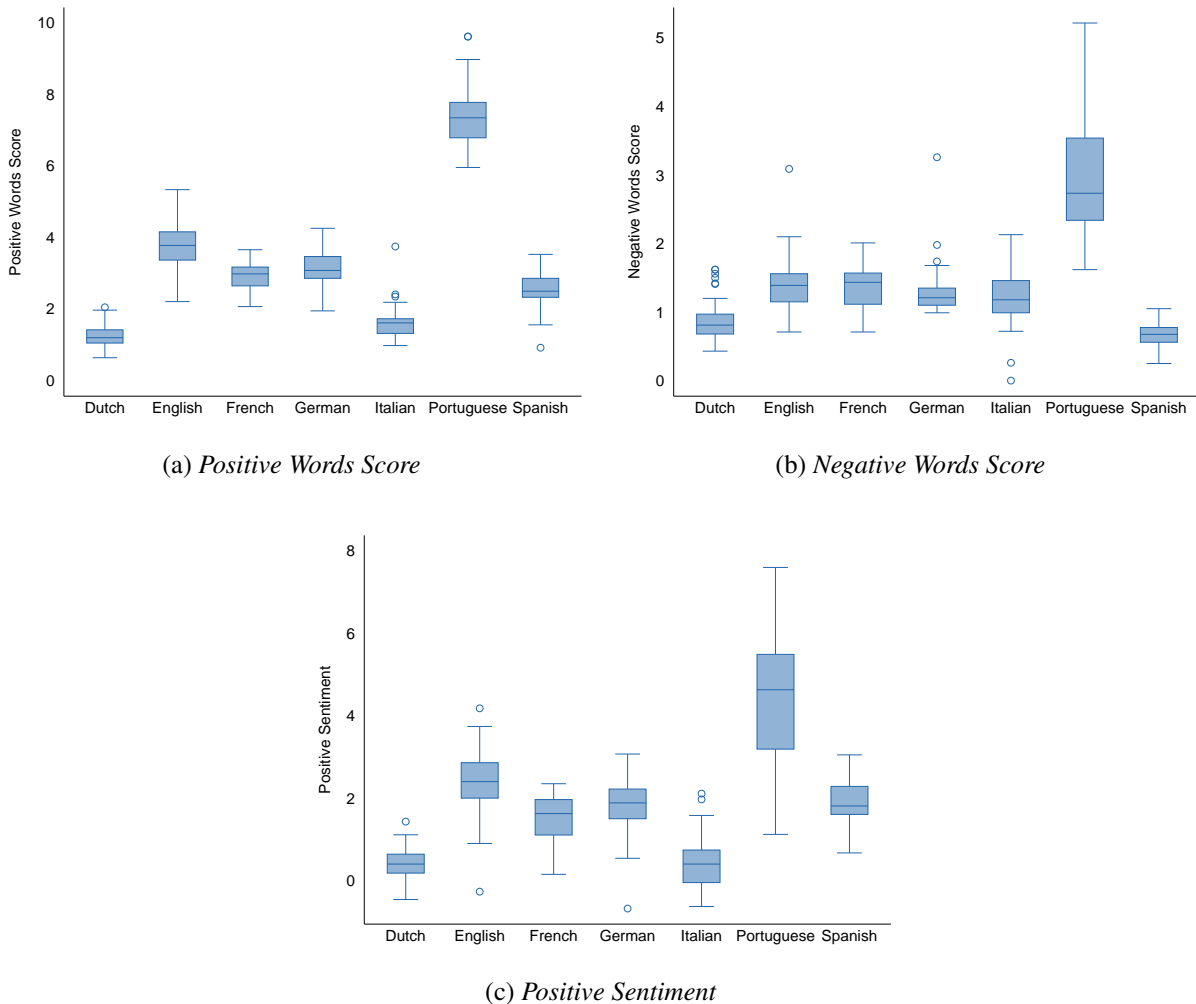 Positive Words Score
10
8
6
4
2
0
Dutch English French German Italian Portuguese Spanish
(a) Positive Words Score
Negative Words Score
5
4
3
2
1
0
Dutch English French German Italian Portuguese Spanish
(b) Negative Words Score
Positive Sentiment
8
6
4
2
0
Dutch English French German Italian Portuguese Spanish
(c) Positive Sentiment